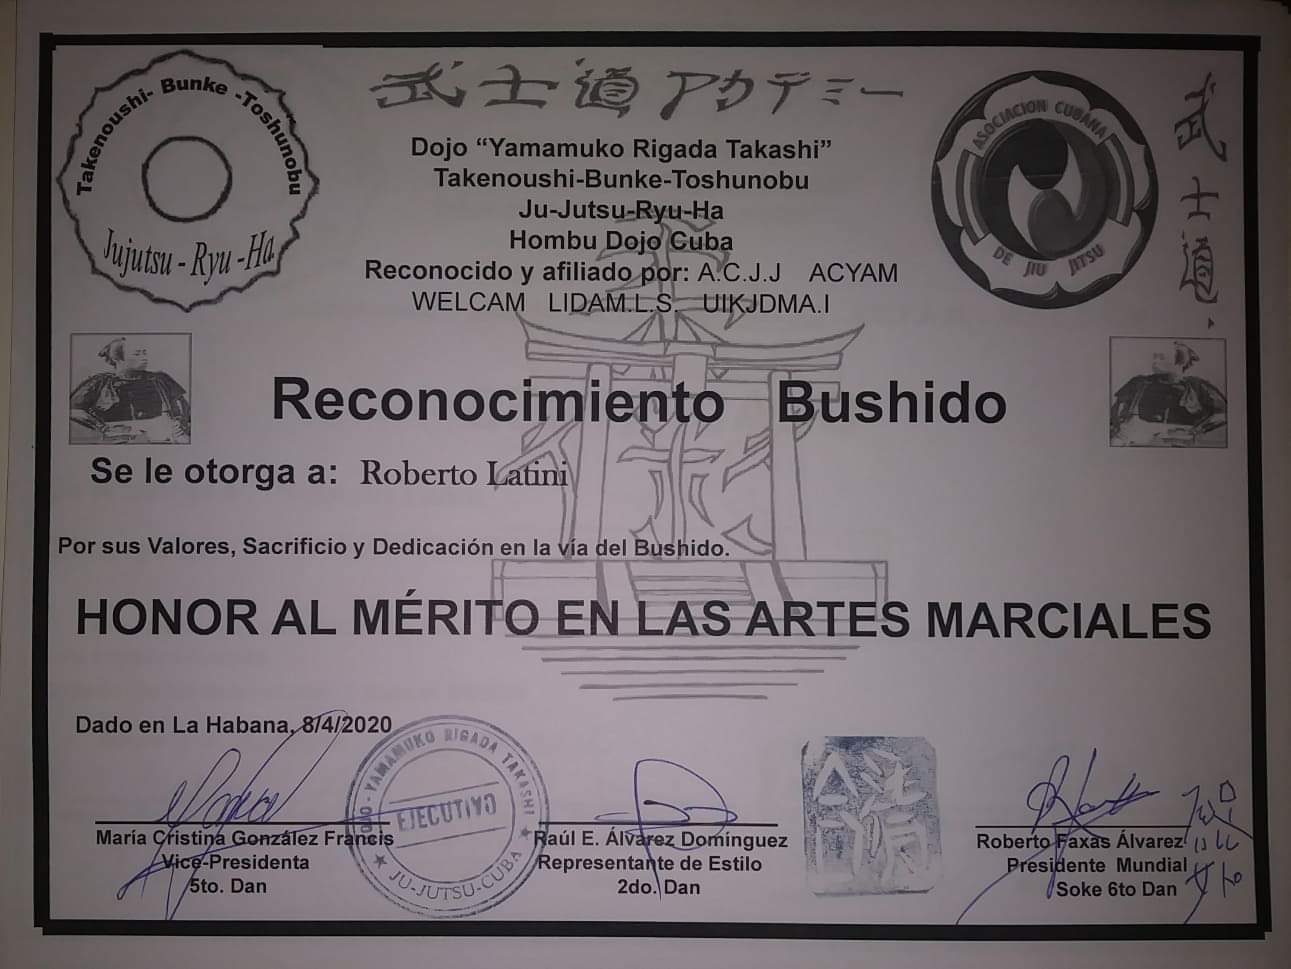 武士道アカデミー
Takenoushi- Bunke -Toshunobu
Jujutsu - Ryu -Ha
Dojo “Yamamuko Rigada Takashi”
Takenoushi-Bunke-Toshunobu
Ju-Jutsu-Ryu-Ha
Hombu Dojo Cuba
Reconocido y afiliado por: A.C.J.J ACYAM
WELCAM LIDAM.L.S. UIKJDMA.I
ASOCIACION CUBANA
DE JIU JITSU
武士道
Reconocimiento Bushido
Se le otorga a: Roberto Latini
Por sus Valores, Sacrificio y Dedicación en la vía del Bushido.
HONOR AL MÉRITO EN LAS ARTES MARCIALES
Dado en La Habana, 8/4/2020
DOJO - YAMAMUKO RIGADA TAKASHI
EJECUTIVO
JU-JUTSU-CUBA
María Cristina González Francis
Vice-Presidenta
5to. Dan
Raúl E. Álvarez Domínguez
Representante de Estilo
2do. Dan
Roberto Faxas Álvarez
Presidente Mundial
Soke 6to Dan